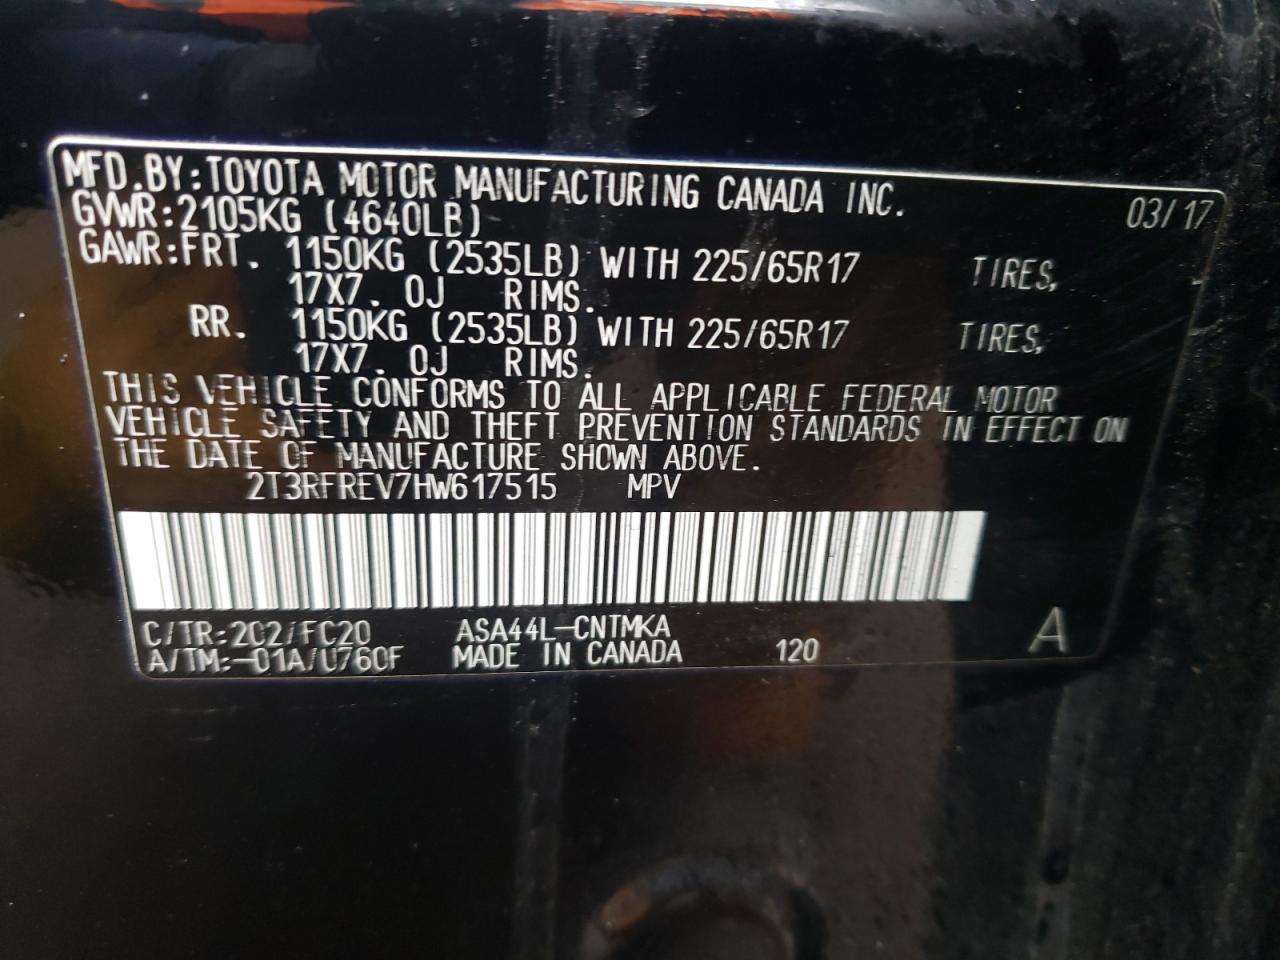 MFD.BY:TOYOTA MOTOR MANUFACTURING CANADA INC. 03/17
GVWR:2105KG (4640LB)
GAWR:FRT. 1150KG (2535LB) WITH 225/65R17 TIRES,
17X7.0J RIMS.
RR. 1150KG (2535LB) WITH 225/65R17 TIRES,
17X7.0J RIMS.
THIS VEHICLE CONFORMS TO ALL APPLICABLE FEDERAL MOTOR
VEHICLE SAFETY AND THEFT PREVENTION STANDARDS IN EFFECT ON
THE DATE OF MANUFACTURE SHOWN ABOVE.
2T3RFREV7HW617515 MPV
C/TR:202/FC20 ASA44L-CNTMKA A
A/TM:-01A/U760F MADE IN CANADA 120